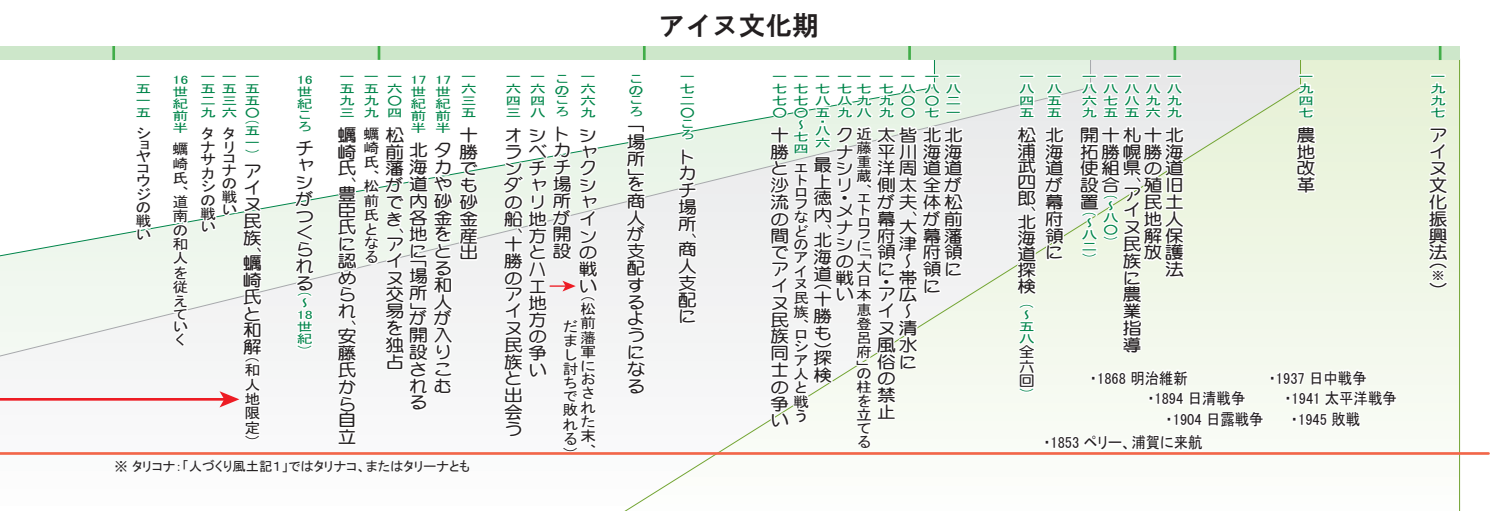 アイヌ文化期
一五一五 ショヤコウジの戦い
16世紀前半 蠣崎氏、道南の和人を従えていく
一五二九 タナサカシの戦い
一五三六 タリコナの戦い
一五五〇(五一) アイヌ民族、蠣崎氏と和解(和人地限定)
16世紀ごろ チャシがつくられる(〜18世紀)
一五九三 蠣崎氏、豊臣氏に認められ、安藤氏から自立
一五九九 蠣崎氏、松前氏となる
一六〇四 松前藩ができ、アイヌ交易を独占
17世紀前半 北海道内各地に「場所」が開設される
17世紀前半 タカや砂金をとる和人が入りこむ
一六三五 十勝でも砂金産出
一六四三 オランダの船、十勝のアイヌ民族と出会う
一六四八 シベチャリ地方とハエ地方の争い
このころ トカチ場所が開設
一六六九 シャクシャインの戦い(松前藩軍におされた末、
だまし討ちで敗れる)
このころ 「場所」を商人が支配するようになる
一七二〇ごろ トカチ場所、商人支配に
一七七〇 十勝と沙流の間でアイヌ民族同士の争い
一七七〇〜七四 エトロフなどのアイヌ民族、ロシア人と戦う
一七八五・八六 最上徳内、北海道(十勝も)探検
一七八九 クナシリ・メナシの戦い
一七九八 近藤重蔵、エトロフに「大日本恵登呂府」の柱を立てる
一七九九 太平洋側が幕府領に・アイヌ風俗の禁止
一八〇〇 皆川周太夫、大津〜帯広〜清水に
一八〇七 北海道全体が幕府領に
一八二一 北海道が松前藩領に
一八四五 松浦武四郎、北海道探検 (〜五八全六回)
一八五五 北海道が幕府領に
一八六九 開拓使設置(〜八二)
一八七五 十勝組合(〜八〇)
一八八五 札幌県、アイヌ民族に農業指導
一八九六 十勝の殖民地解放
一八九九 北海道旧土人保護法
一九四七 農地改革
一九九七 アイヌ文化振興法(※)
・1868 明治維新
・1894 日清戦争
・1904 日露戦争
・1853 ペリー、浦賀に来航
・1937 日中戦争
・1941 太平洋戦争
・1945 敗戦
※ タリコナ：「人づくり風土記1」ではタリナコ、またはタリーナとも